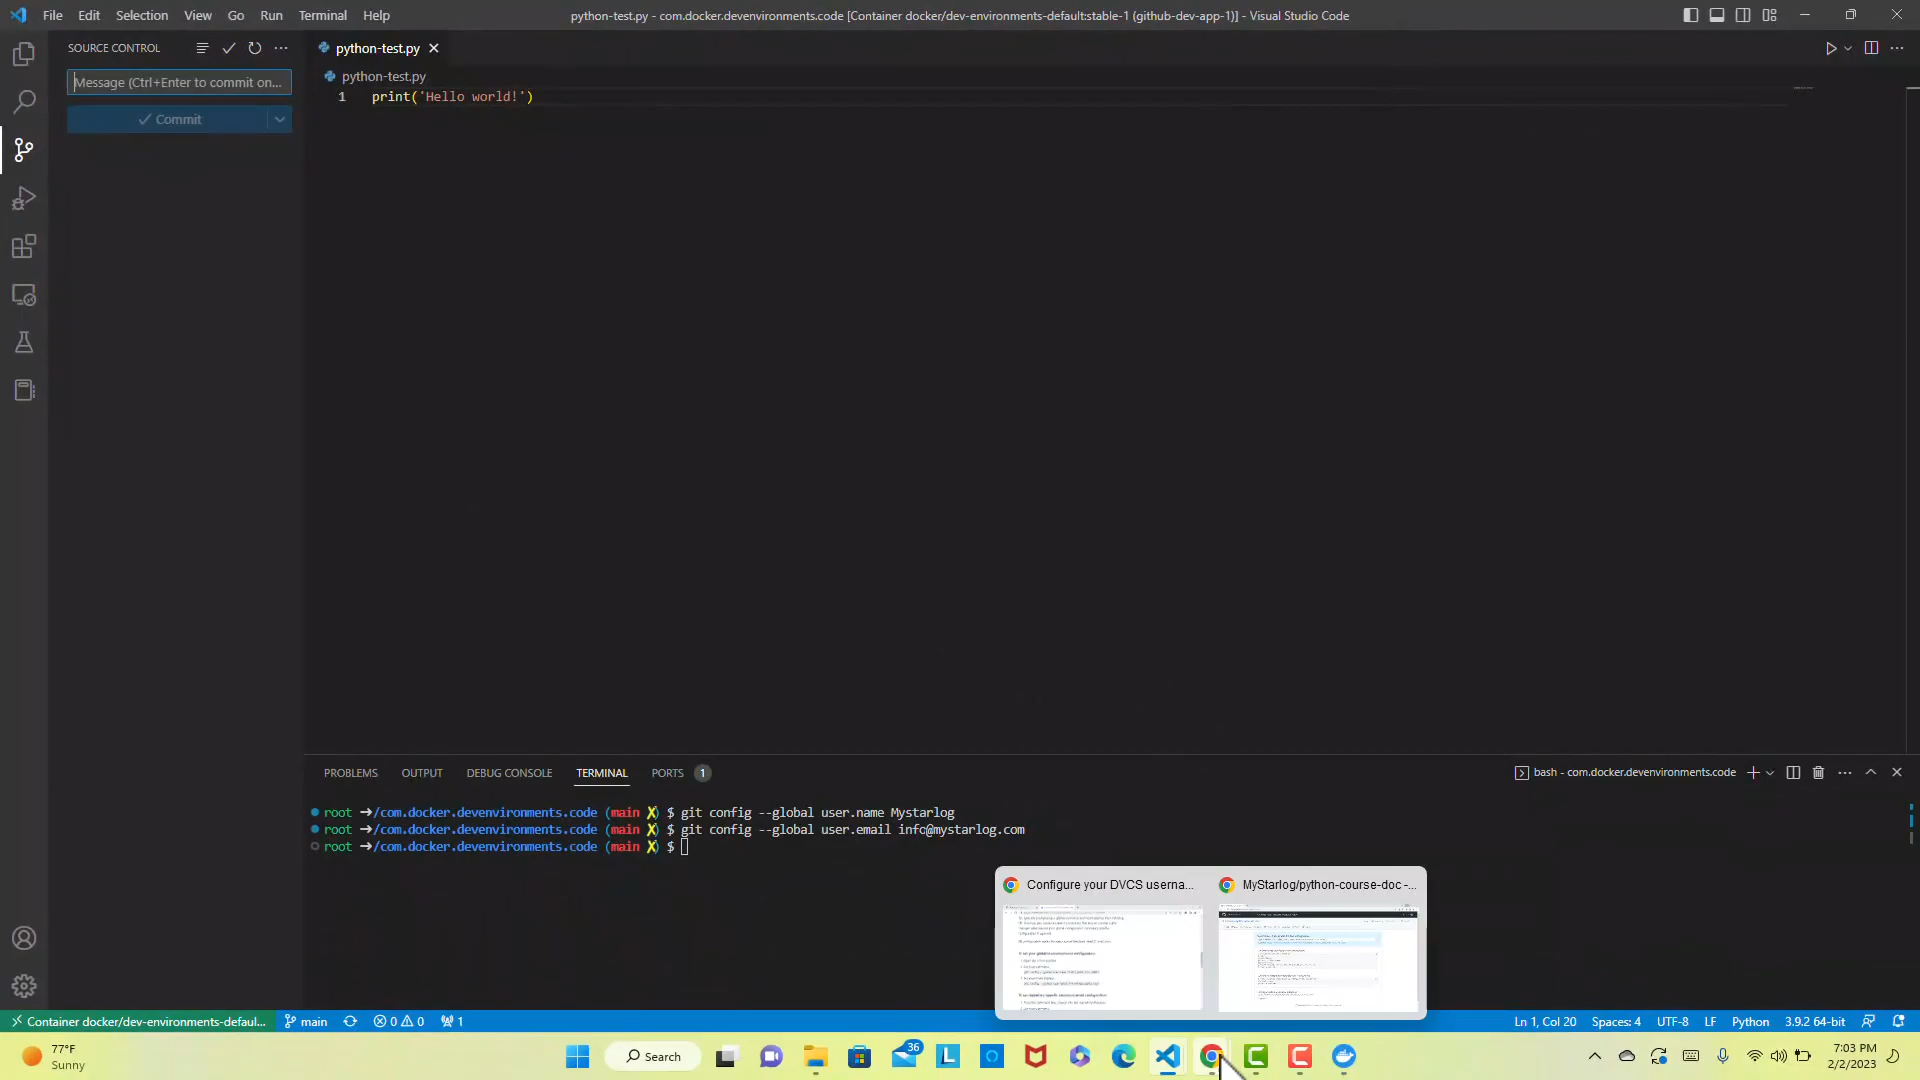 File Edit Selection View Go Run Terminal Help
python-test.py - com.docker.devenvironments.code [Container docker/dev-environments-default:stable-1 (github-dev-app-1)] - Visual Studio Code
SOURCE CONTROL
python-test.py
Message (Ctrl+Enter to commit on...
python-test.py
1 print('Hello world!')
Commit
PROBLEMS OUTPUT DEBUG CONSOLE TERMINAL PORTS 1
bash - com.docker.devenvironments.code
root ➜/com.docker.devenvironments.code (main ✗) $ git config --global user.name Mystarlog
root ➜/com.docker.devenvironments.code (main ✗) $ git config --global user.email info@mystarlog.com
root ➜/com.docker.devenvironments.code (main ✗) $
Configure your DVCS userna...
MyStarlog/python-course-doc -...
Container docker/dev-environments-defaul...
main
0 0
1
Ln 1, Col 20 Spaces: 4 UTF-8 LF Python 3.9.2 64-bit
77°F
Sunny
Search
36
7:03 PM
2/2/2023